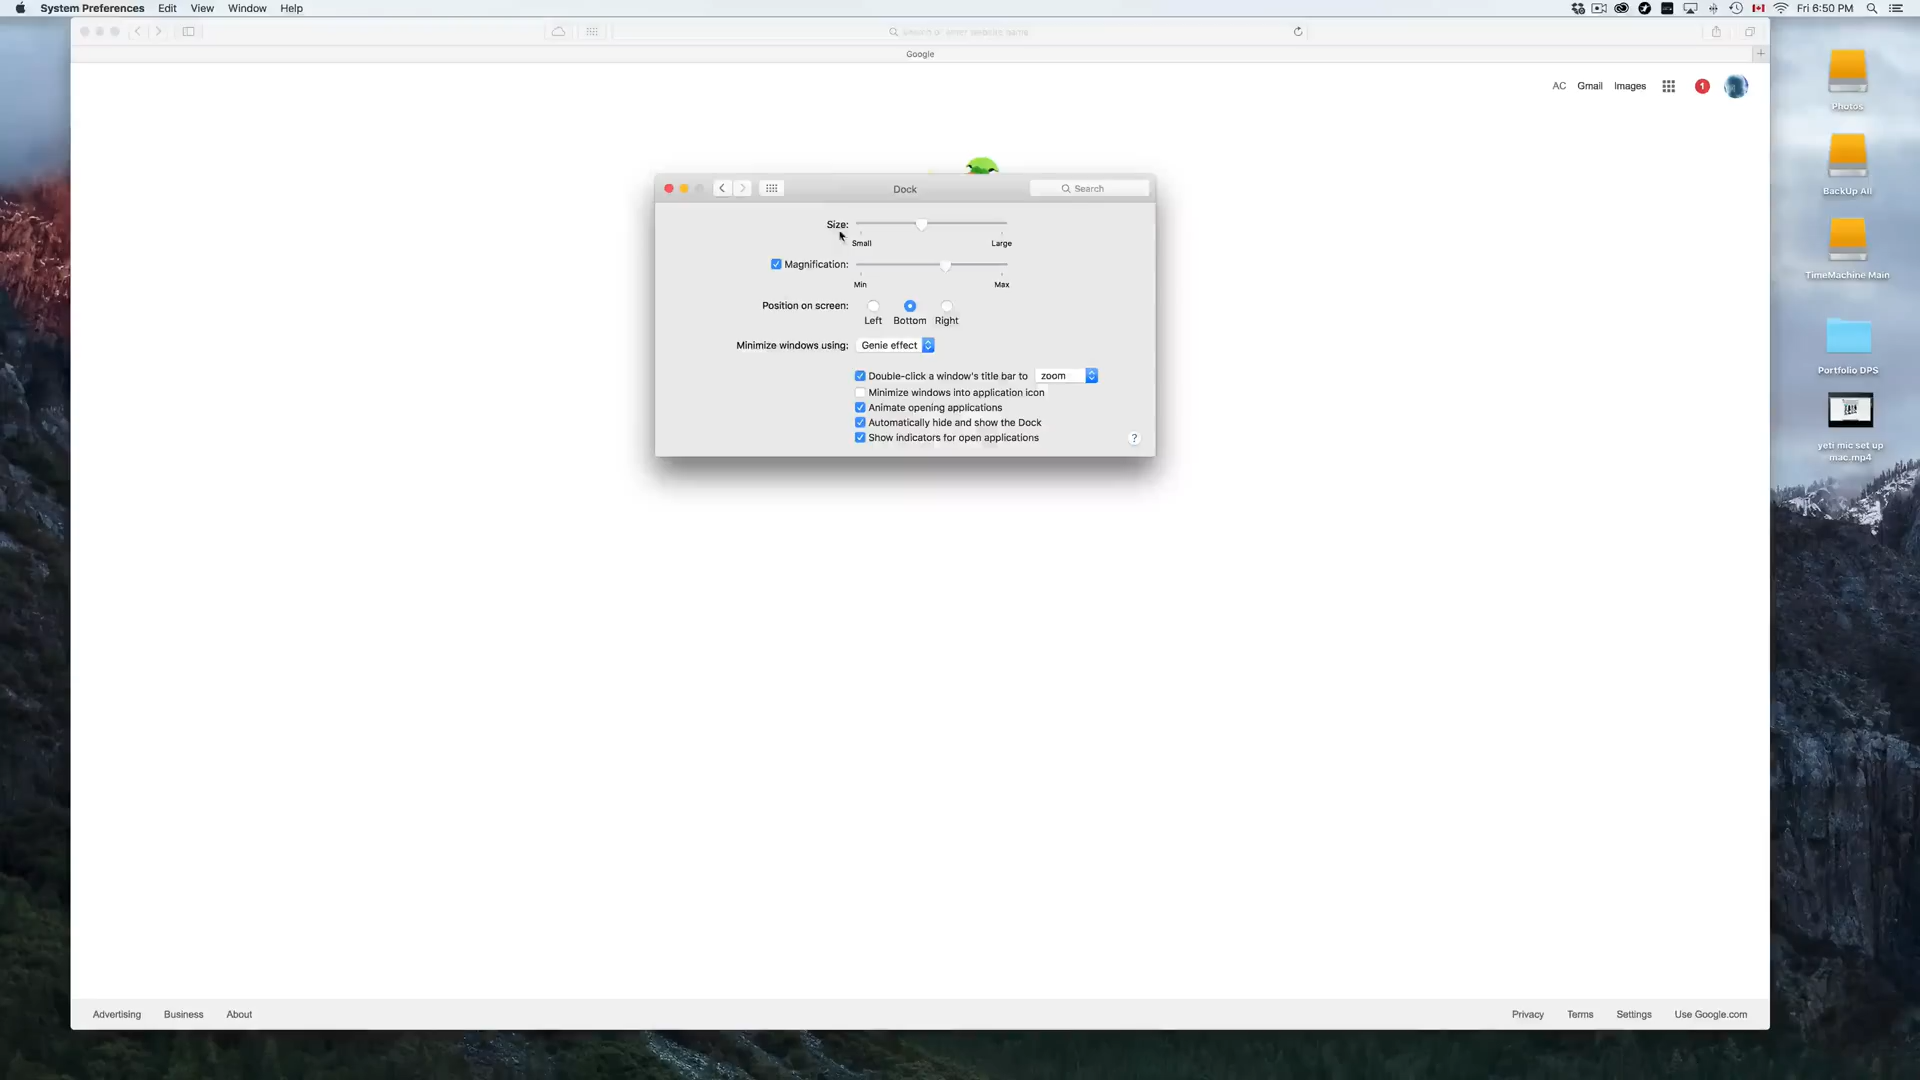 System Preferences Edit View Window Help Fri 6:50 PM
Google
AC Gmail Images 1
Photos
BackUp All
TimeMachine Main
Portfolio DPS
yeti mic set up
mac.mp4
Dock Search
Size:
Small Large
Magnification:
Min Max
Position on screen:
Left Bottom Right
Minimize windows using: Genie effect
Double-click a window's title bar to zoom
Minimize windows into application icon
Animate opening applications
Automatically hide and show the Dock
Show indicators for open applications ?
Advertising Business About Privacy Terms Settings Use Google.com